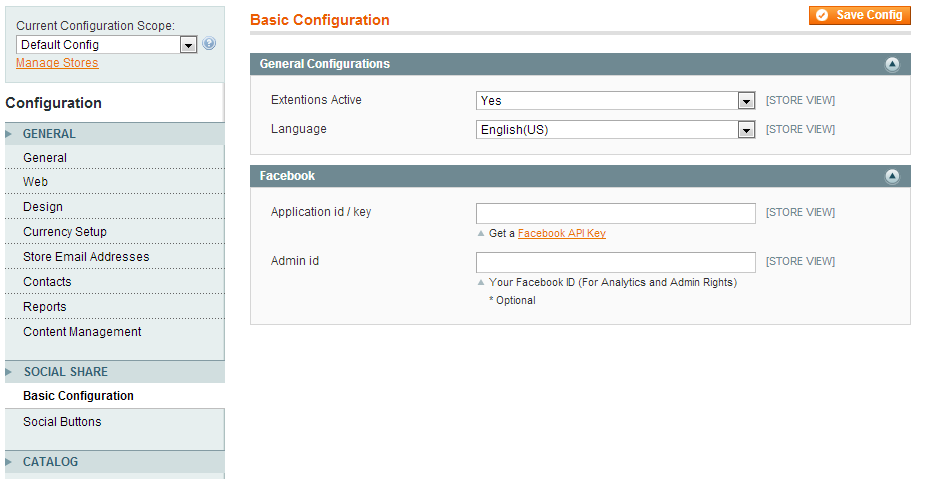 Current Configuration Scope:
Default Config
Manage Stores
Configuration
GENERAL
General
Web
Design
Currency Setup
Store Email Addresses
Contacts
Reports
Content Management
SOCIAL SHARE
Basic Configuration
Social Buttons
CATALOG
Basic Configuration
Save Config
General Configurations
Extentions Active Yes [STORE VIEW]
Language English(US) [STORE VIEW]
Facebook
Application id / key [STORE VIEW]
Get a Facebook API Key
Admin id [STORE VIEW]
Your Facebook ID (For Analytics and Admin Rights)
* Optional